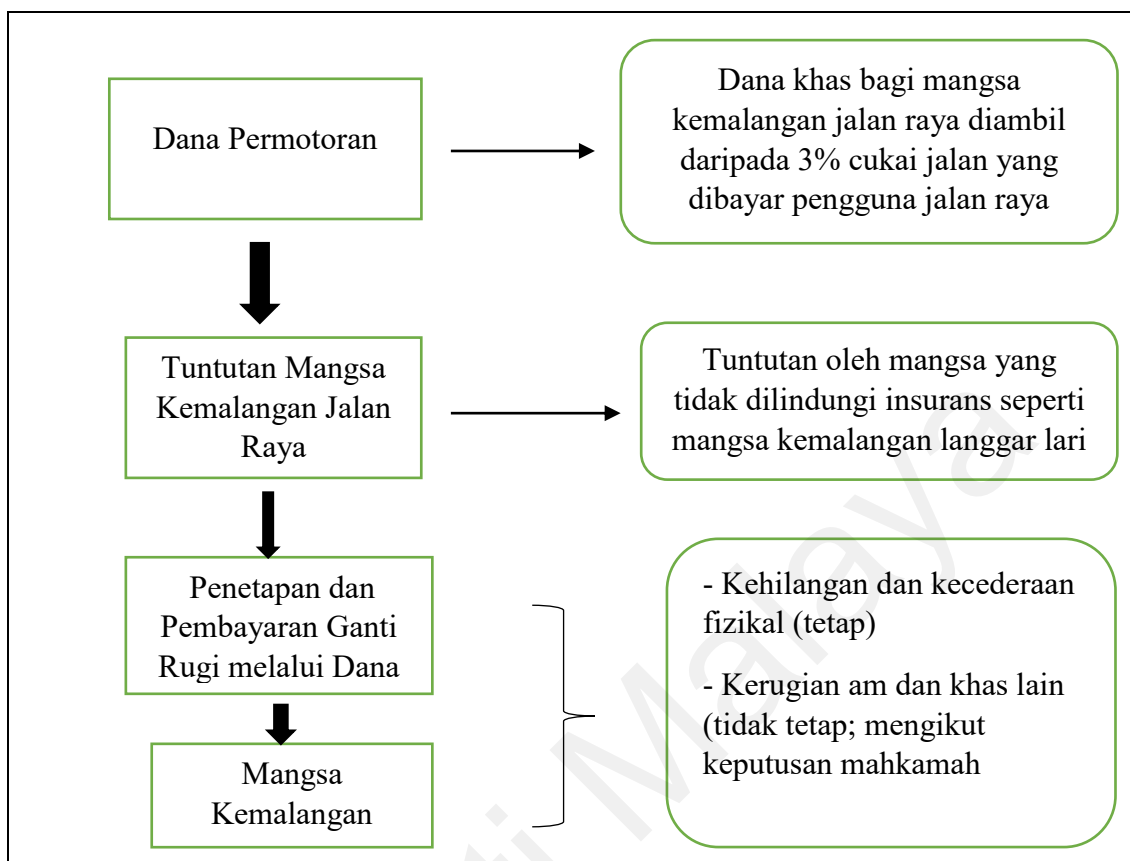 Dana Permotoran
Dana khas bagi mangsa
kemalangan jalan raya diambil
daripada 3% cukai jalan yang
dibayar pengguna jalan raya
Tuntutan Mangsa
Kemalangan Jalan
Raya
Tuntutan oleh mangsa yang
tidak dilindungi insurans seperti
mangsa kemalangan langgar lari
Penetapan dan
Pembayaran Ganti
Rugi melalui Dana
- Kehilangan dan kecederaan
fizikal (tetap)
- Kerugian am dan khas lain
(tidak tetap; mengikut
keputusan mahkamah
Mangsa
Kemalangan
ti Malaya